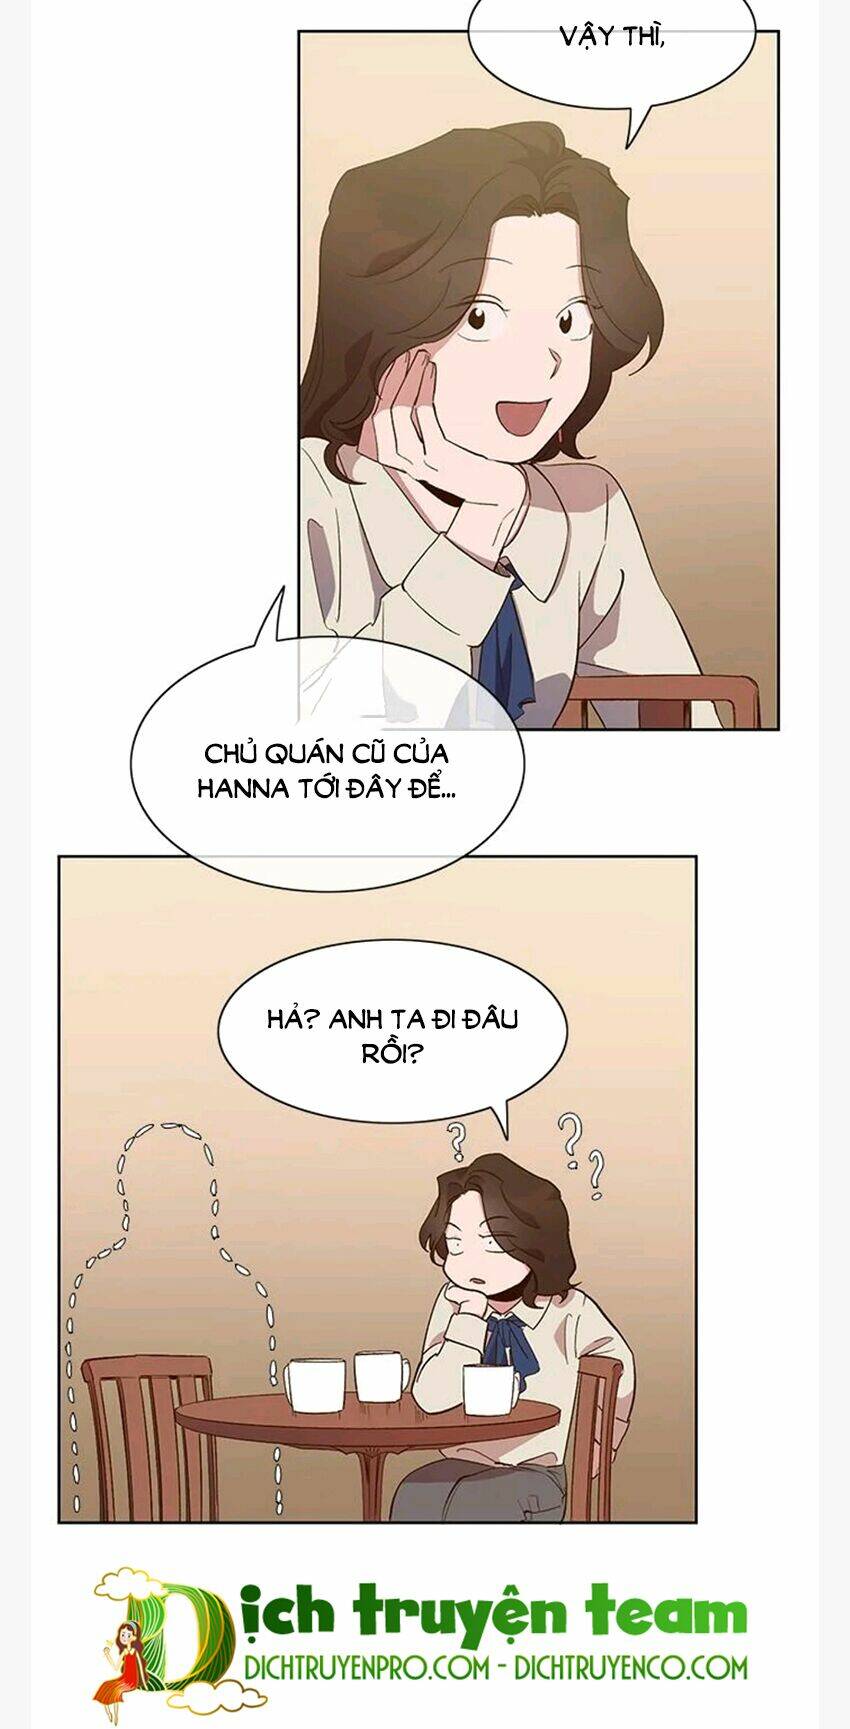 VẬY THÌ,
CHỦ QUÁN CŨ CỦA
HANNA TỚI ĐÂY ĐỂ...
HẢ? ANH TA ĐI ĐÂU
RỒI?
?
?
?
Dịch truyện team
DICHTRUYENPRO.COM - DICHTRUYENCO.COM